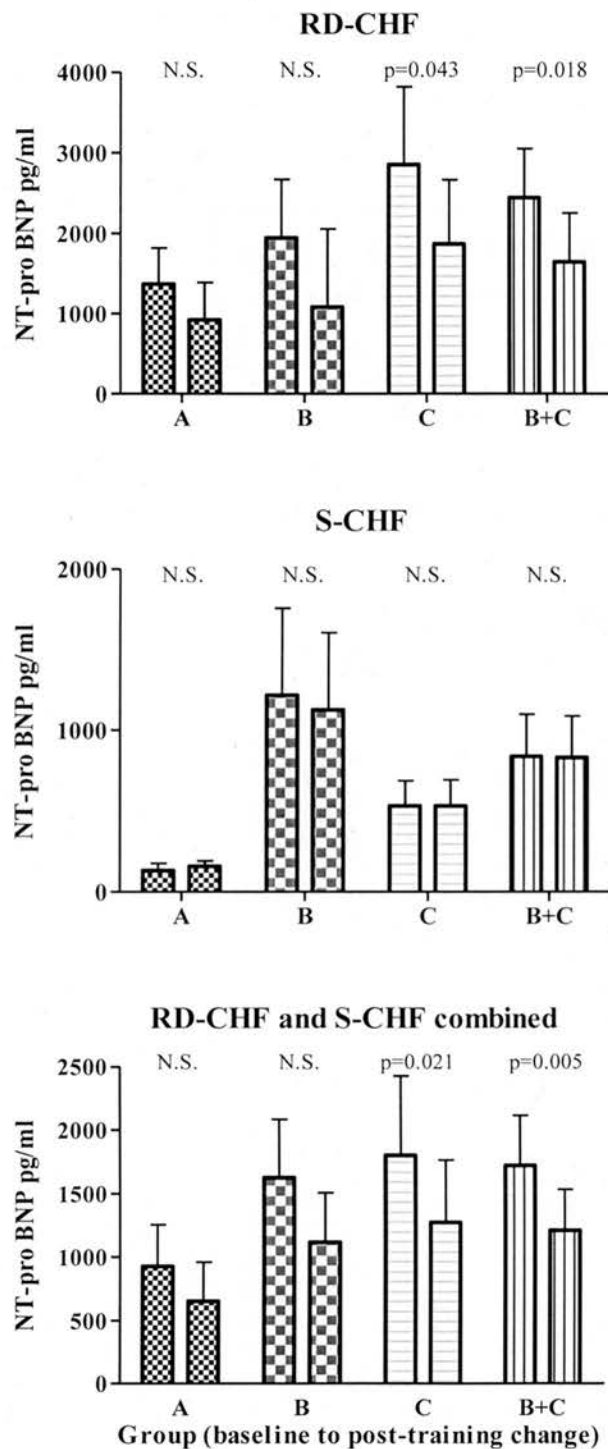 RD-CHF
N.S. N.S. p=0.043 p=0.018
4000
3000
2000
1000
0
NT-pro BNP pg/ml
A B C B+C
S-CHF
N.S. N.S. N.S. N.S.
2000
1000
0
NT-pro BNP pg/ml
A B C B+C
RD-CHF and S-CHF combined
N.S. N.S. p=0.021 p=0.005
2500
2000
1500
1000
500
0
NT-pro BNP pg/ml
A B C B+C
Group (baseline to post-training change)